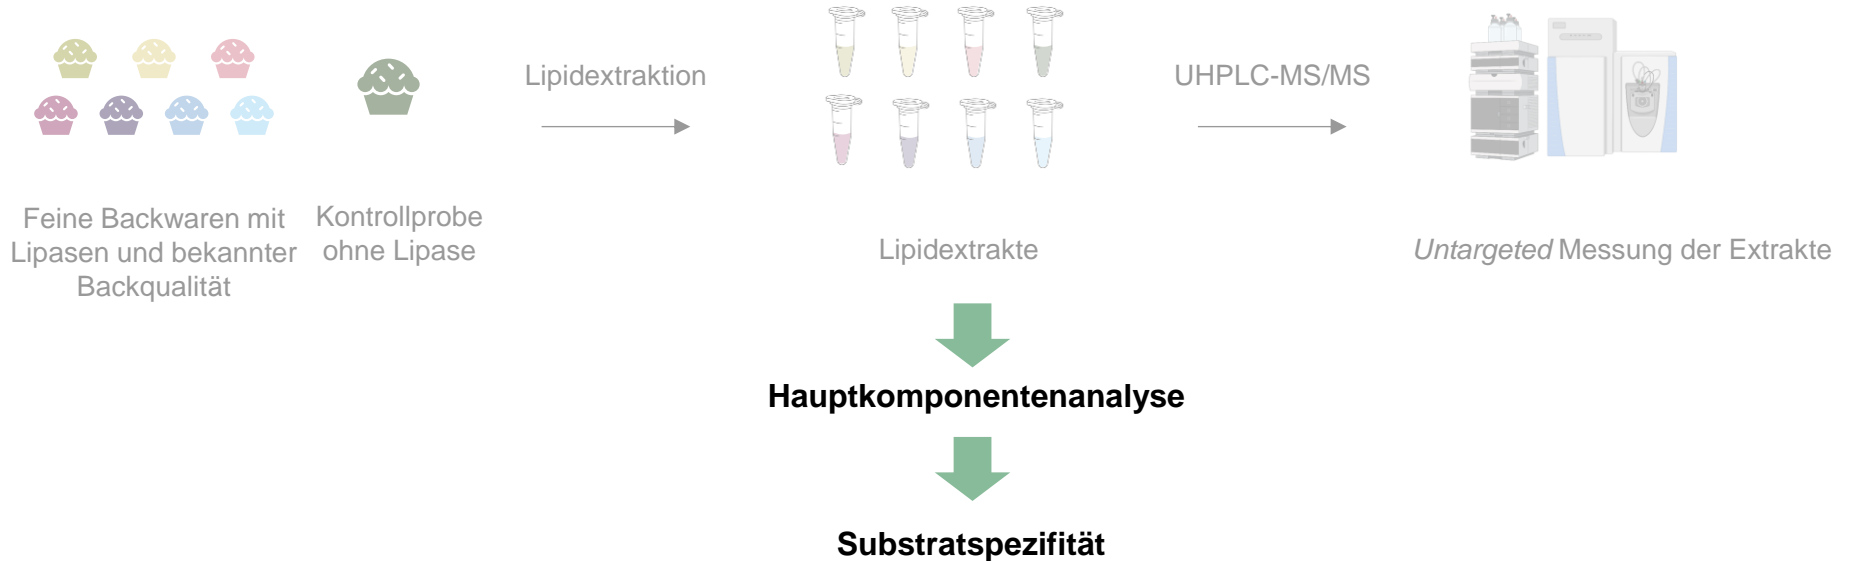 Lipidextraktion
UHPLC-MS/MS
Feine Backwaren mit
Lipasen und bekannter
Backqualität
Kontrollprobe
ohne Lipase
Lipidextrakte
Untargeted Messung der Extrakte
Hauptkomponentenanalyse
Substratspezifität